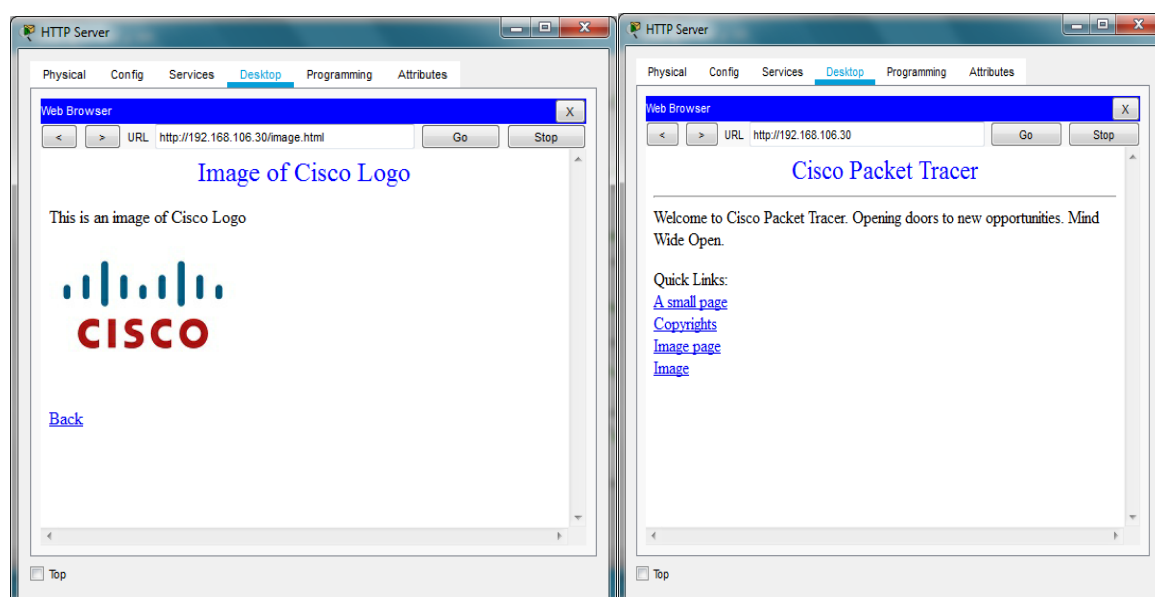 HTTP Server
Physical Config Services Desktop Programming Attributes
Web Browser X
< > URL http://192.168.106.30/image.html Go Stop
Image of Cisco Logo
This is an image of Cisco Logo
CISCO
Back
Top
HTTP Server
Physical Config Services Desktop Programming Attributes
Web Browser X
< > URL http://192.168.106.30 Go Stop
Cisco Packet Tracer
Welcome to Cisco Packet Tracer. Opening doors to new opportunities. Mind
Wide Open.
Quick Links:
A small page
Copyrights
Image page
Image
Top